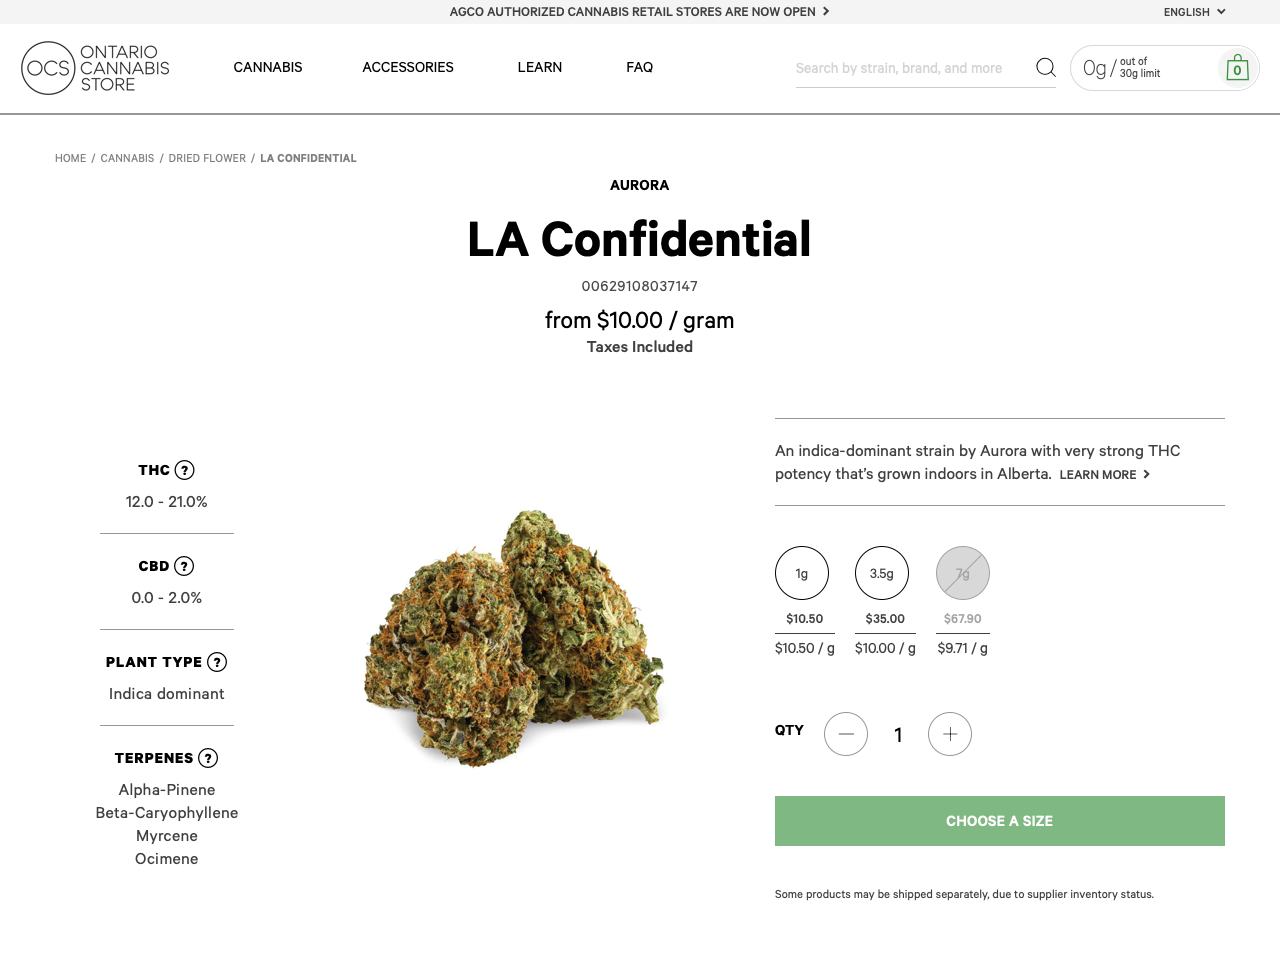 AGCO AUTHORIZED CANNABIS RETAIL STORES ARE NOW OPEN
ENGLISH
OCS
ONTARIO
CANNABIS
STORE
CANNABIS
ACCESSORIES
LEARN
FAQ
Search by strain, brand, and more
0g / out of
30g limit
0
HOME / CANNABIS / DRIED FLOWER / LA CONFIDENTIAL
AURORA
LA Confidential
00629108037147
from $10.00 / gram
Taxes Included
THC ?
12.0 - 21.0%
CBD ?
0.0 - 2.0%
PLANT TYPE ?
Indica dominant
TERPENES ?
Alpha-Pinene
Beta-Caryophyllene
Myrcene
Ocimene
An indica-dominant strain by Aurora with very strong THC
potency that's grown indoors in Alberta. LEARN MORE
1g 3.5g 7g
$10.50 $35.00 $67.90
$10.50 / g $10.00 / g $9.71 / g
QTY 1
CHOOSE A SIZE
Some products may be shipped separately, due to supplier inventory status.